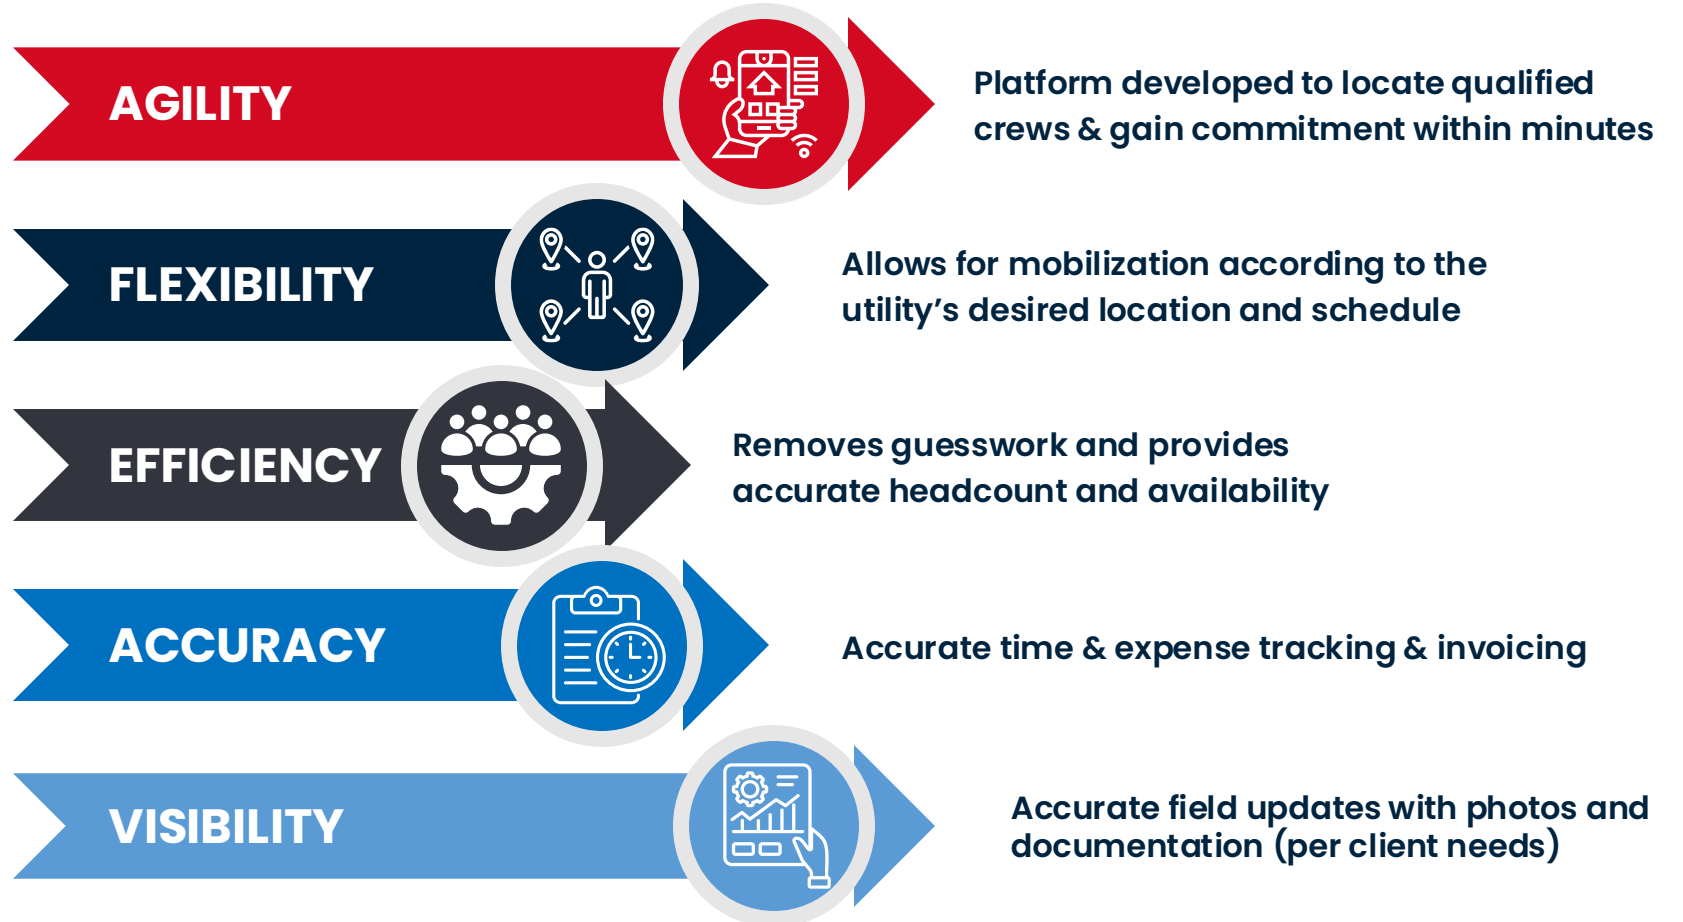 AGILITY
Platform developed to locate qualified
crews & gain commitment within minutes
FLEXIBILITY
Allows for mobilization according to the
utility’s desired location and schedule
EFFICIENCY
Removes guesswork and provides
accurate headcount and availability
ACCURACY
Accurate time & expense tracking & invoicing
VISIBILITY
Accurate field updates with photos and
documentation (per client needs)